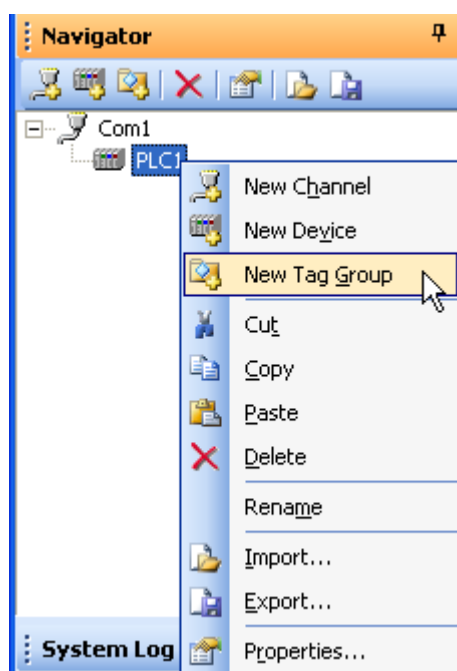 Navigator
Com1
PLC1
New Channel
New Device
New Tag Group
Cut
Copy
Paste
Delete
Rename
Import...
Export...
System Log
Properties...